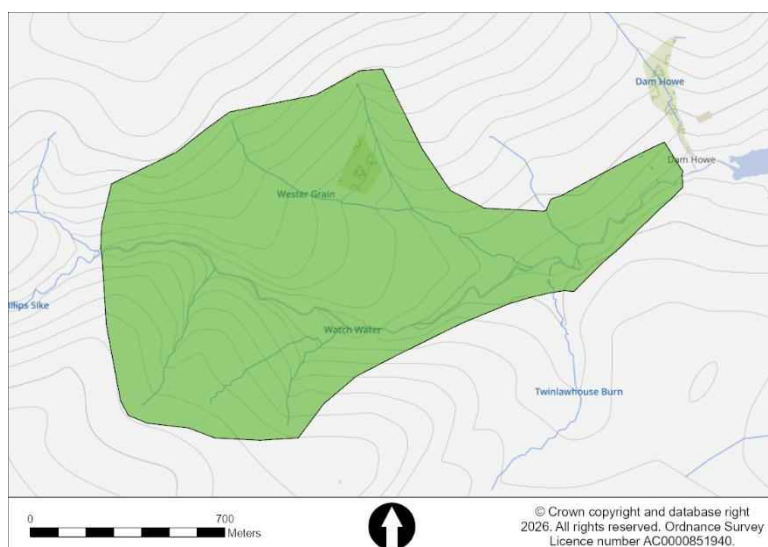 Dam Howe
Dam Howe
Wester Grain
llips Sike
Watch Water
Twinlawhouse Burn
0 700
Meters
© Crown copyright and database right
2026. All rights reserved. Ordnance Survey
Licence number AC0000851940.